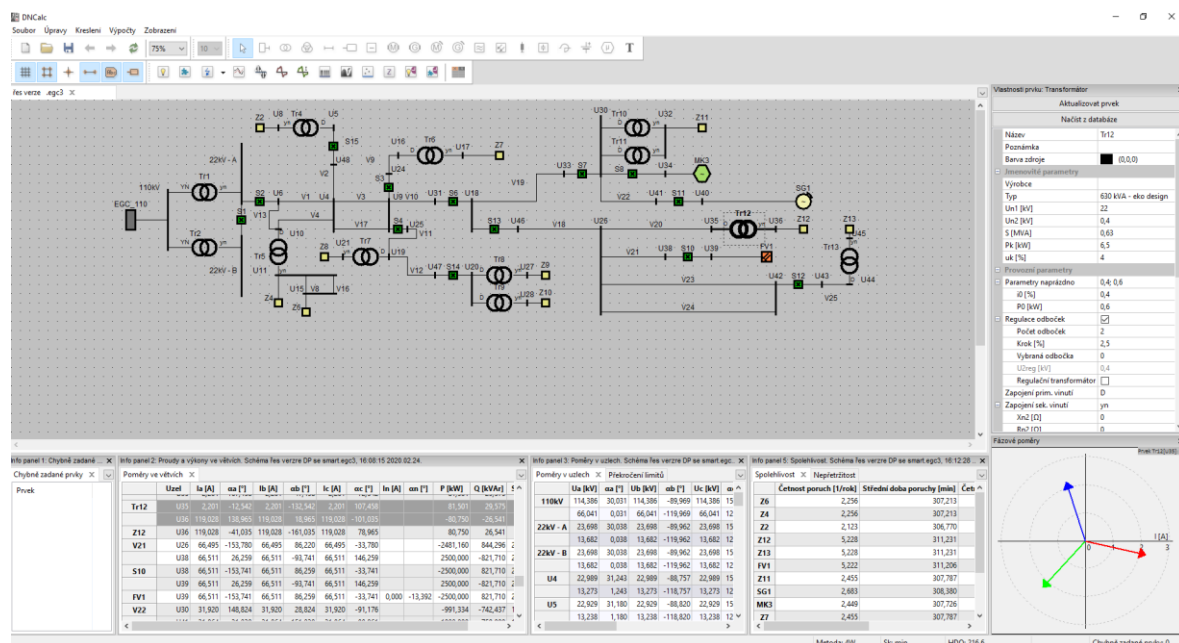 DNCalc
Soubor Úpravy Kreslení Výpočty Zobrazení
75% 10
řes verze .egc3
EGC_110
110kV
Tr1
Tr2
22kV - A
22kV - B
S1
S2
U6
V13
U10
Tr5
U11
Z4
Z2
U8
Tr4
U5
S15
U48
V2
V1
U4
V4
V3
V17
U15
V8
V16
Z6
Z8
U21
Tr7
U19
U16
V9
U24
S3
Tr6
U17
Z7
U9
V10
U31
S6
U18
S4
U25
V11
V12
U47
S14
U20
Tr8
U27
Z9
Tr9
U28
Z10
S13
U46
V18
V19
U33
S7
U30
Tr10
U32
Z11
Tr11
S8
U34
MK3
V22
U41
S11
U40
SG1
U26
V20
U35
Tr12
U36
Z12
Z13
U45
Tr13
U44
V21
U38
S10
U39
FV1
V23
U42
S12
U43
V25
V24
Vlastnosti prvku: Transformátor
Aktualizovat prvek
Načíst z databáze
Název Tr12
Poznámka
Barva zdroje (0,0,0)
Jmenovité parametry
Výrobce
Typ 630 kVA - eko design
Un1 [kV] 22
Un2 [kV] 0,4
S [MVA] 0,63
Pk [kW] 6,5
uk [%] 4
Provozní parametry
Parametry naprázdno 0,4; 0,6
i0 [%] 0,4
P0 [kW] 0,6
Regulace odboček
Počet odboček 2
Krok [%] 2,5
Vybraná odbočka 0
U2reg [kV] 0,4
Regulační transformátor
Zapojení prim. vinutí D
Zapojení sek. vinutí yn
Xn2 [Ω] 0
Rn2 [Ω] 0
Fázové poměry
Prvek:Tr12(U35)
I [A]
0 1 2 3
Info panel 1: Chybně zadané ...
Chybně zadané prvky
Prvek
Info panel 2: Proudy a výkony ve větvích. Schéma řes verzre DP se smart.egc3, 16:08:15 2020.02.24.
Poměry ve větvích
Uzel Ia [A] αa [°] Ib [A] αb [°] Ic [A] αc [°] In [A] αn [°] P [kW] Q [kVAr] S
Tr12 U35 2,201 -12,542 2,201 -132,542 2,201 107,458 81,501 29,575
U36 119,028 138,965 119,028 18,965 119,028 -101,035 -80,750 -26,541
Z12 U36 119,028 -41,035 119,028 -161,035 119,028 78,965 80,750 26,541
V21 U26 66,495 -153,780 66,495 86,220 66,495 -33,780 -2481,160 844,296
U38 66,511 26,259 66,511 -93,741 66,511 146,259 2500,000 -821,710
S10 U38 66,511 -153,741 66,511 86,259 66,511 -33,741 -2500,000 821,710
U39 66,511 26,259 66,511 -93,741 66,511 146,259 2500,000 -821,710
FV1 U39 66,511 -153,741 66,511 86,259 66,511 -33,741 0,000 -13,392 -2500,000 821,710
V22 U30 31,920 148,824 31,920 28,824 31,920 -91,176 -991,334 -742,437
Info panel 3: Poměry v uzlech. Schéma řes verzre DP se smart.egc3,
Poměry v uzlech Překročení limitů
Ua [kV] αa [°] Ub [kV] αb [°] Uc [kV]
110kV 114,386 30,031 114,386 -89,969 114,386 15
66,041 0,031 66,041 -119,969 66,041 12
22kV - A 23,698 30,038 23,698 -89,962 23,698 15
13,682 0,038 13,682 -119,962 13,682 12
22kV - B 23,698 30,038 23,698 -89,962 23,698 15
13,682 0,038 13,682 -119,962 13,682 12
U4 22,989 31,243 22,989 -88,757 22,989 15
13,273 1,243 13,273 -118,757 13,273 12
U5 22,929 31,180 22,929 -88,820 22,929 15
13,238 1,180 13,238 -118,820 13,238 12
Info panel 5: Spolehlivost. Schéma řes verzre DP se smart.egc3, 16:12:28 ...
Spolehlivost Nepřetržitost
Četnost poruch [1/rok] Střední doba poruchy [min] Četno
Z6 2,256 307,213
Z4 2,256 307,213
Z2 2,123 306,770
Z12 5,228 311,231
Z13 5,228 311,231
FV1 5,222 311,206
Z11 2,455 307,787
SG1 2,683 308,380
MK3 2,449 307,726
Z7 2,455 307,787